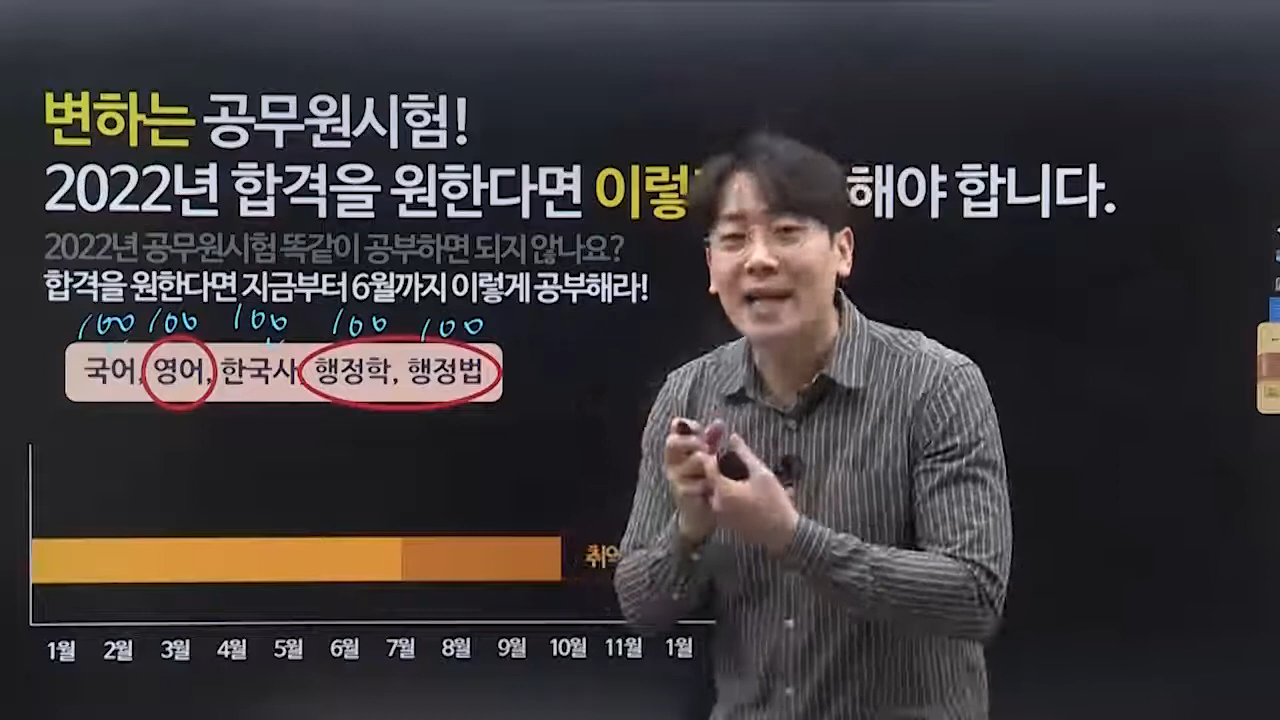 변하는 공무원시험!
2022년 합격을 원한다면 이렇 해야 합니다.
2022년 공무원시험 똑같이 공부하면 되지 않나요?
합격을 원한다면 지금부터 6월까지 이렇게 공부해라!
100 100 100 100 100
국어, 영어, 한국사, 행정학, 행정법
취약
1월 2월 3월 4월 5월 6월 7월 8월 9월 10월 11월 1월